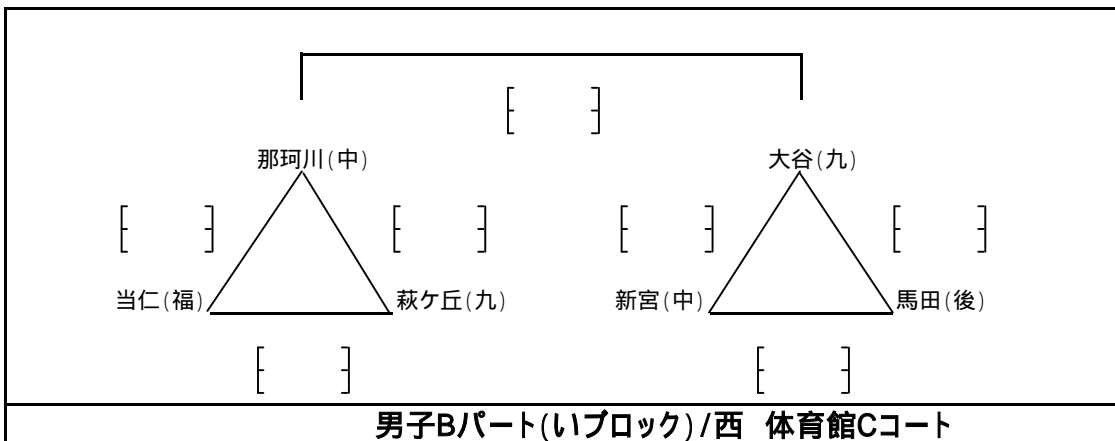 那珂川(中) 大谷(九)
当仁(福) 萩ケ丘(九) 新宮(中) 馬田(後)
男子Bパート(いブロック)/西 体育館Cコート